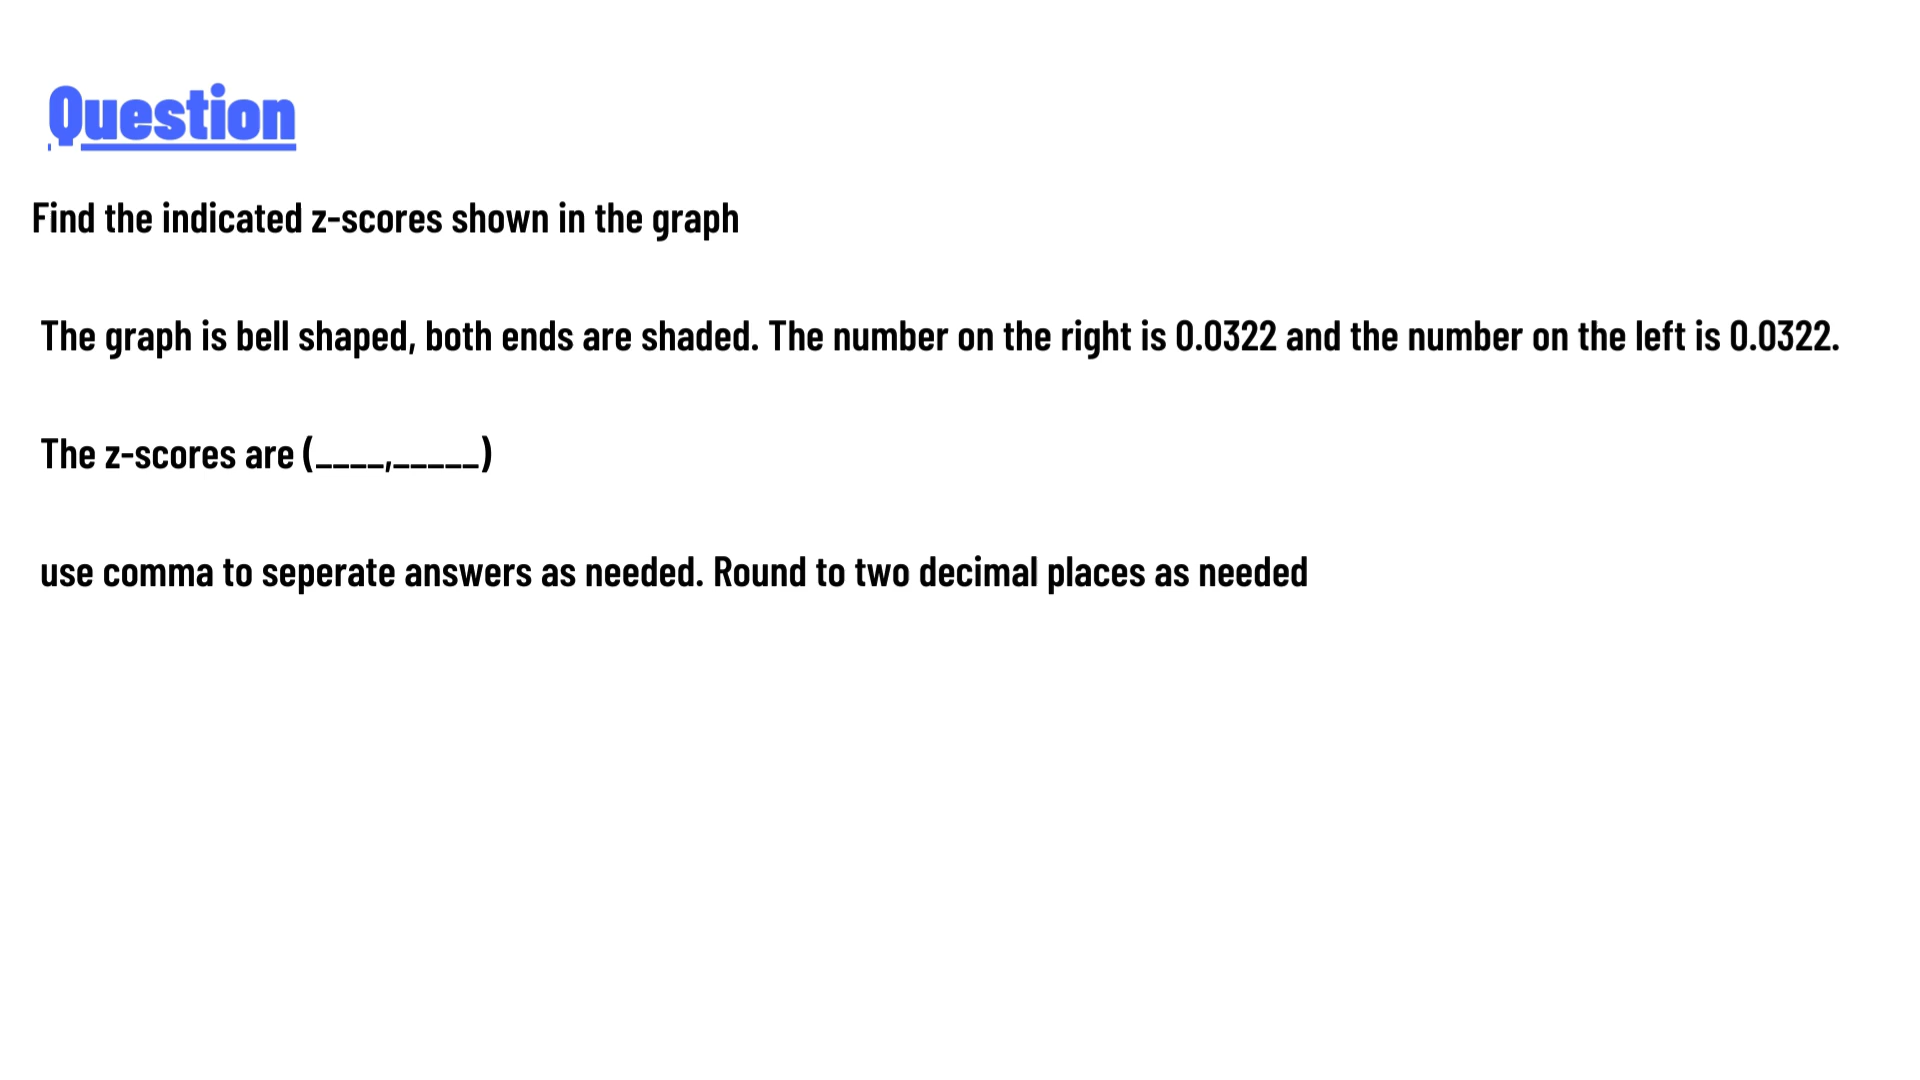 Question
Find the indicated z-scores shown in the graph
The graph is bell shaped, both ends are shaded. The number on the right is 0.0322 and the number on the left is 0.0322.
The z-scores are (____,_____)
use comma to seperate answers as needed. Round to two decimal places as needed